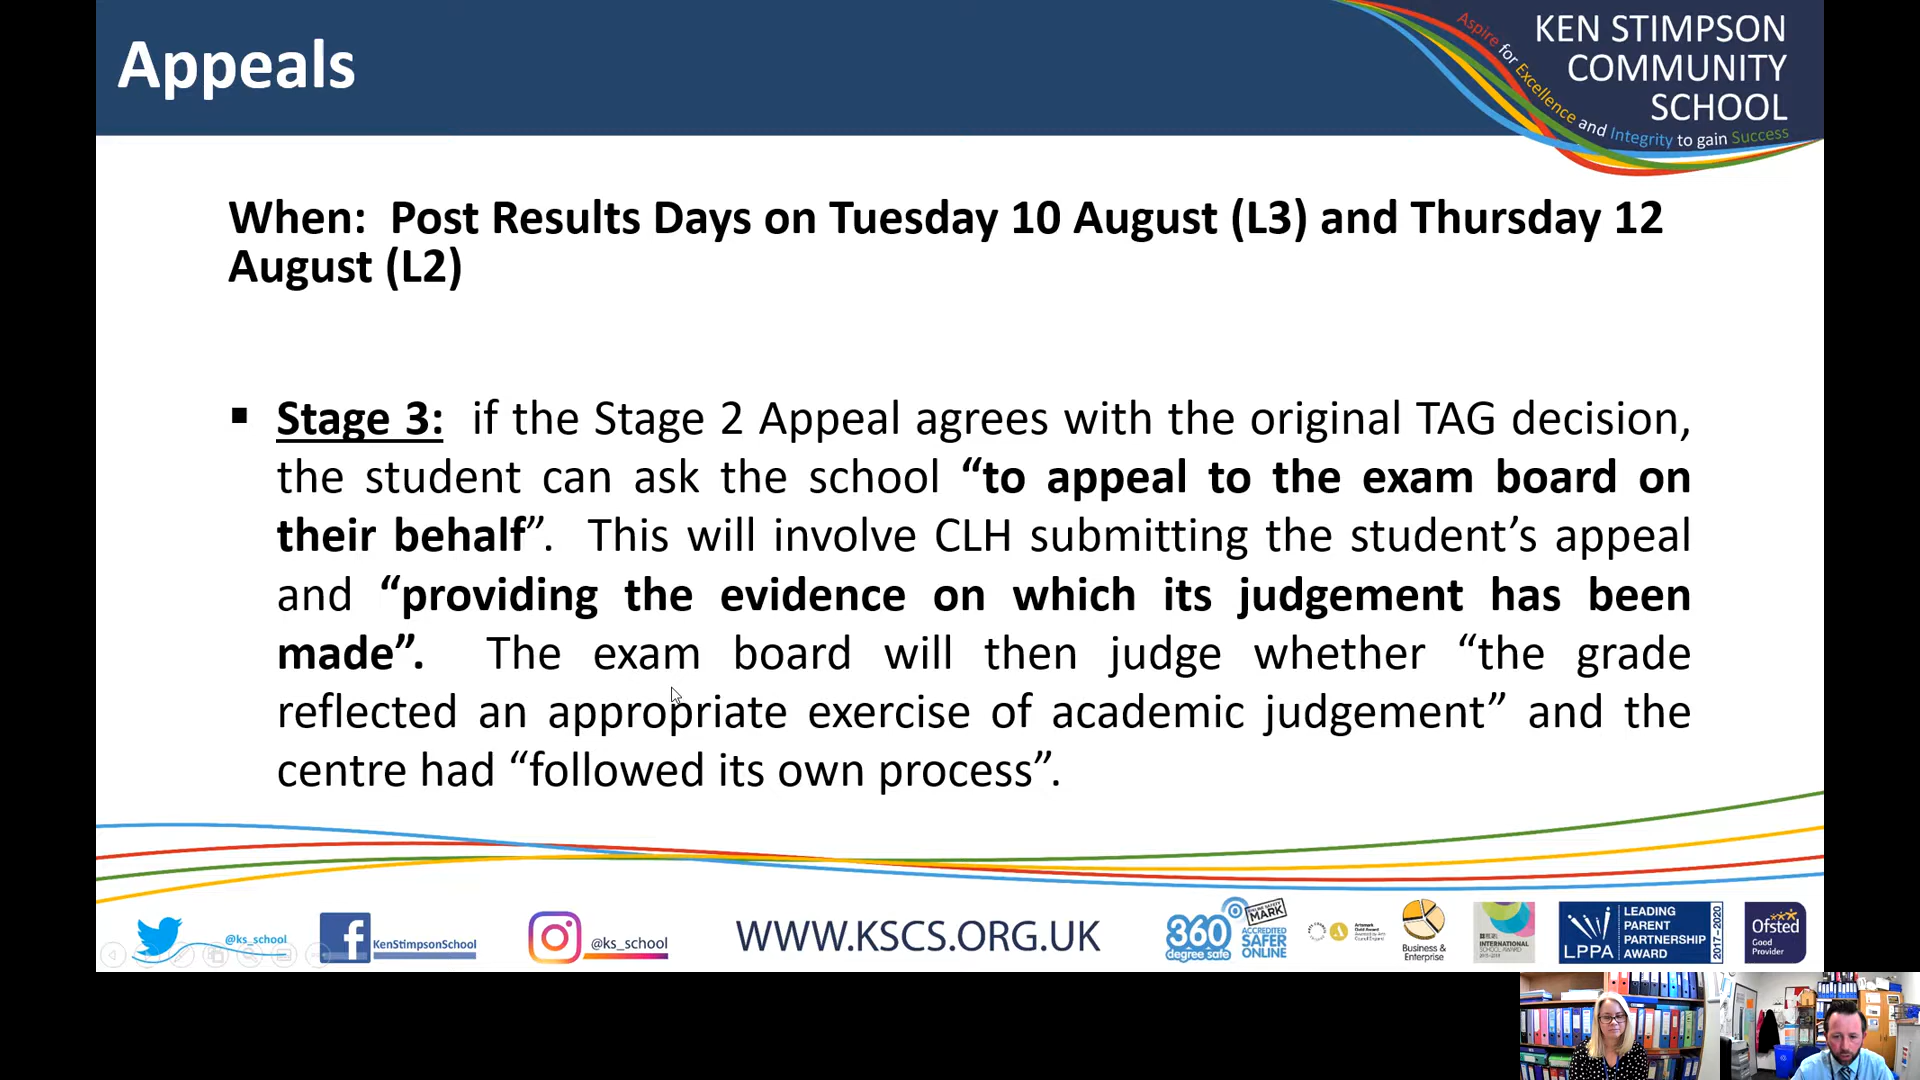 Appeals
KEN STIMPSON
COMMUNITY
SCHOOL
Aspire for Excellence and Integrity to gain Success
When:  Post Results Days on Tuesday 10 August (L3) and Thursday 12
August (L2)
▪ Stage 3:  if the Stage 2 Appeal agrees with the original TAG decision,
the student can ask the school “to appeal to the exam board on
their behalf”.  This will involve CLH submitting the student’s appeal
and “providing the evidence on which its judgement has been
made”.  The exam board will then judge whether “the grade
reflected an appropriate exercise of academic judgement” and the
centre had “followed its own process”.
@ks_school
KenStimpsonSchool
@ks_school
WWW.KSCS.ORG.UK
ONLINE SAFETY
MARK
360
degree safe
ACCREDITED
SAFER
ONLINE
Business &
Enterprise
INTERNATIONAL
SCHOOL AWARD
LPPA
LEADING
PARENT
PARTNERSHIP
AWARD
2017-2020
Ofsted
Good
Provider